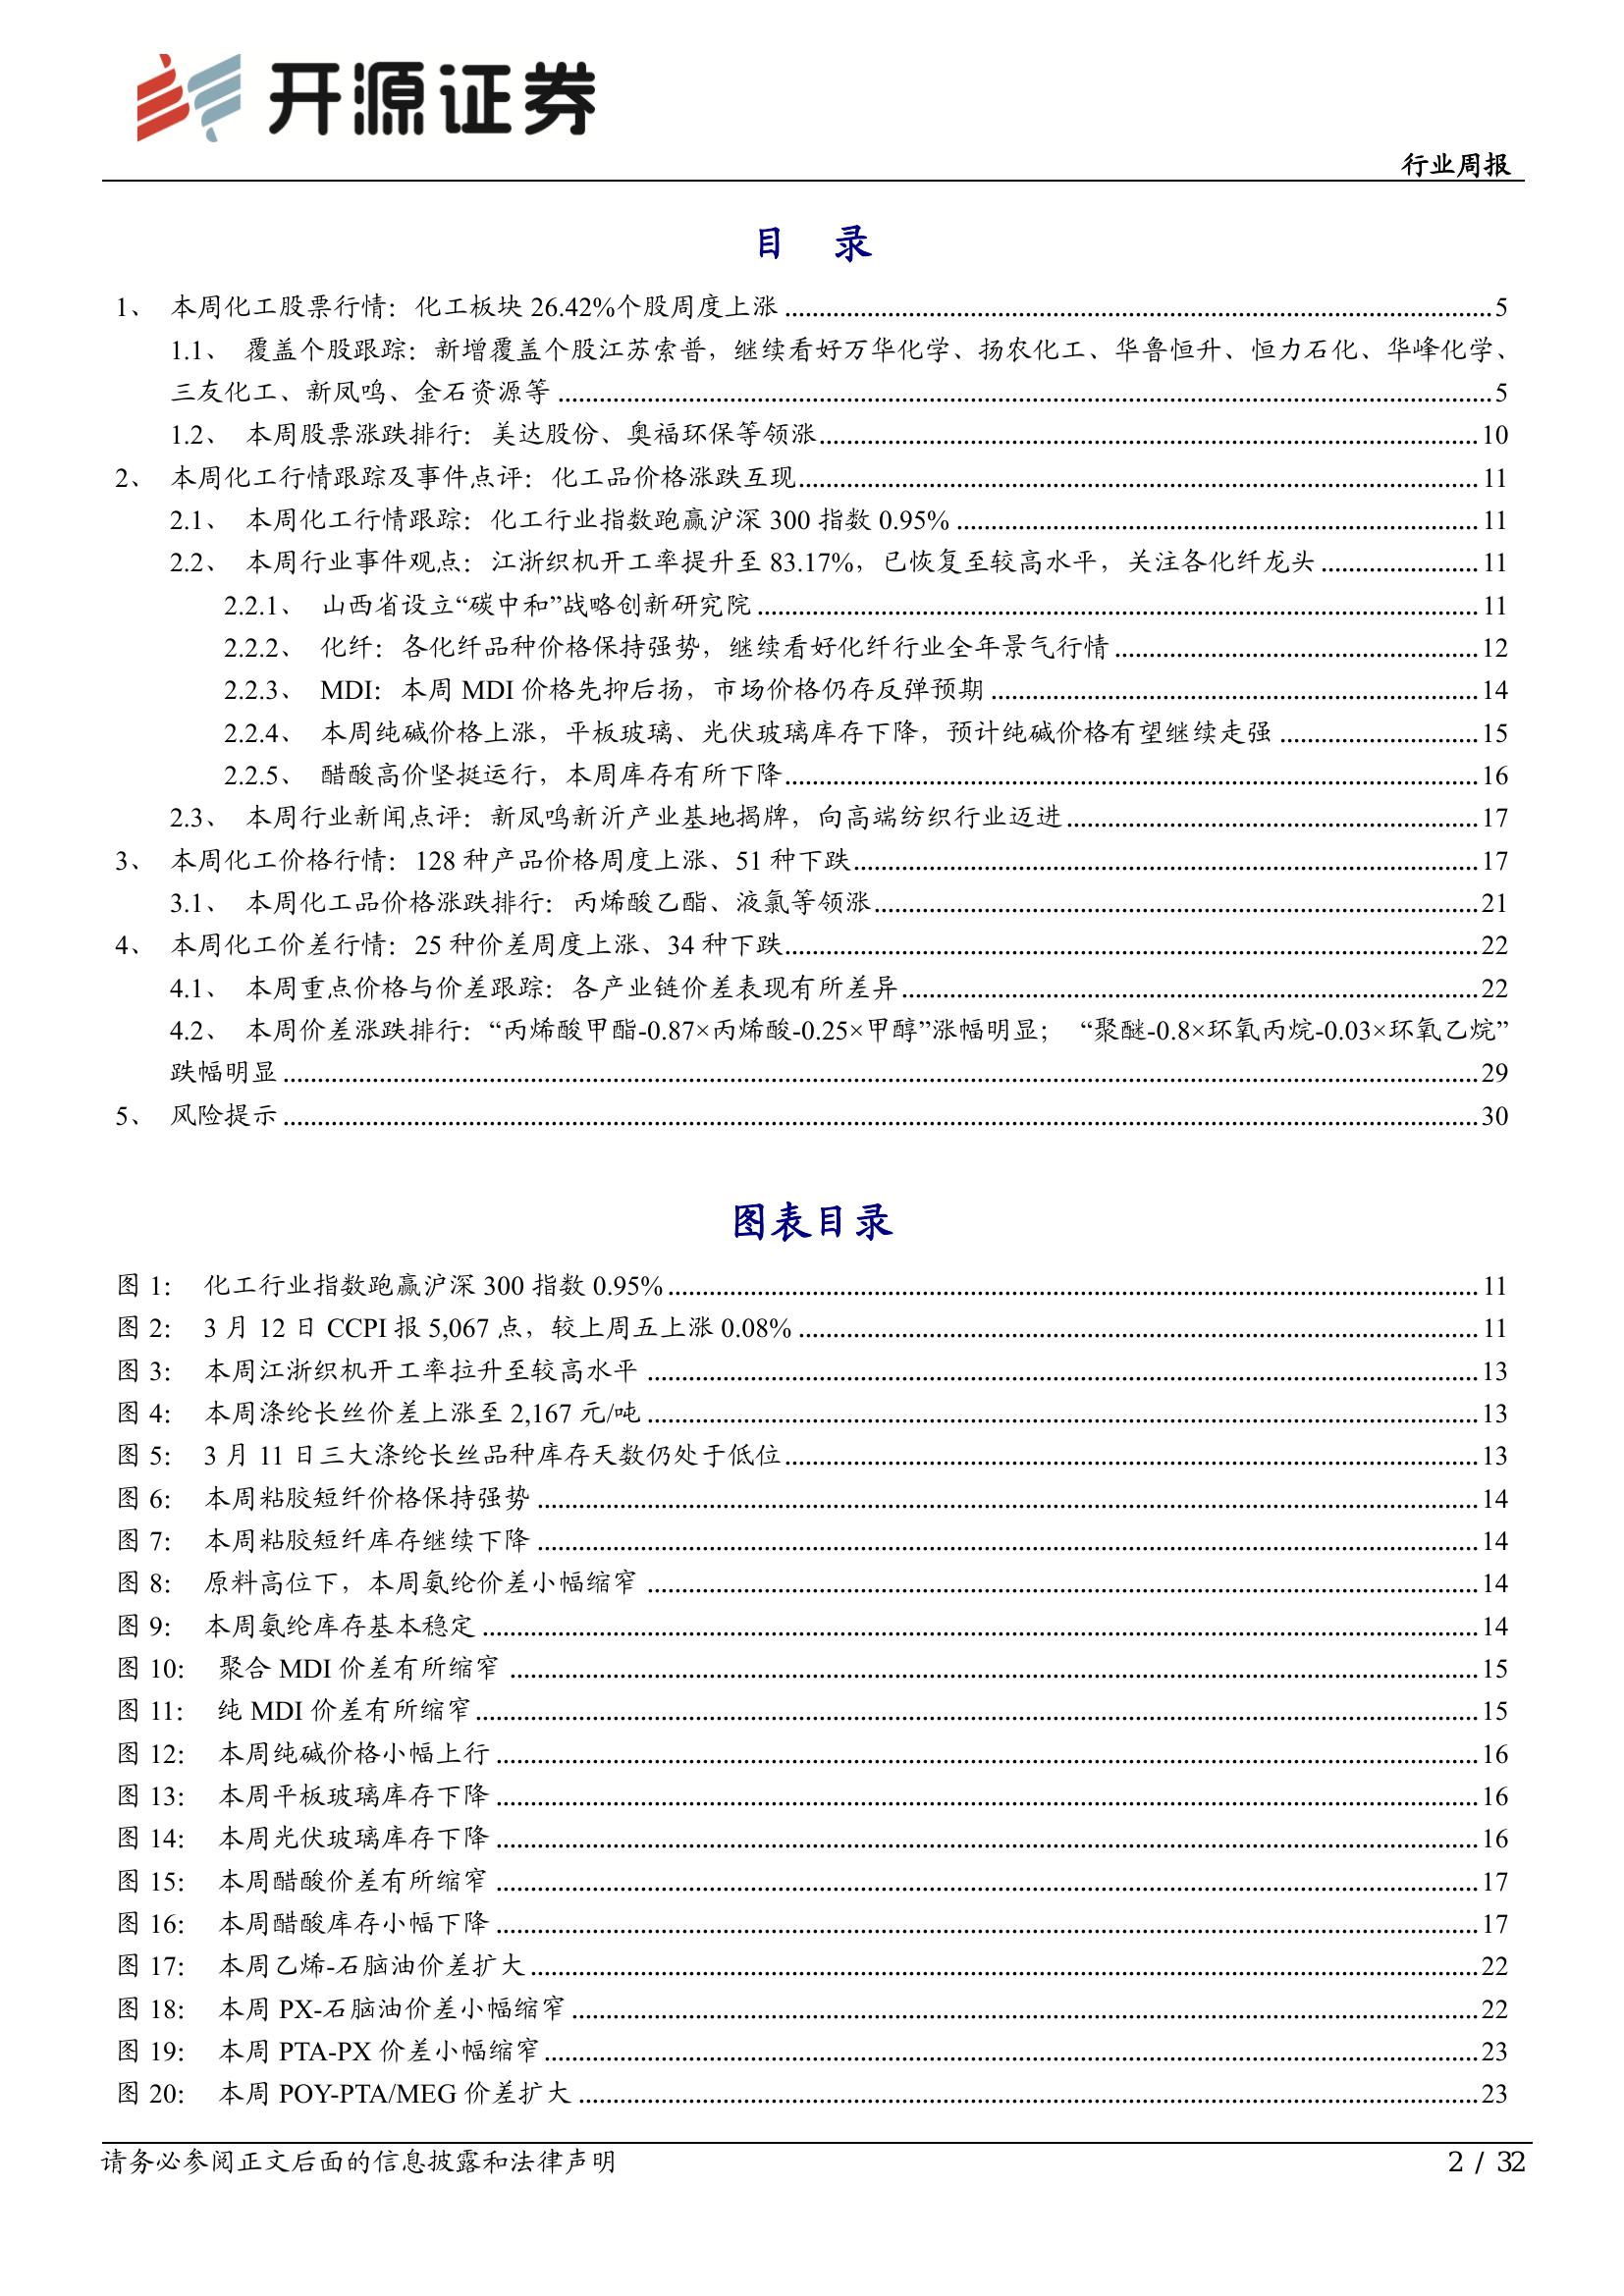 开源证券
行业周报
目 录
1、 本周化工股票行情：化工板块 26.42%个股周度上涨 5
1.1、 覆盖个股跟踪：新增覆盖个股江苏索普，继续看好万华化学、扬农化工、华鲁恒升、恒力石化、华峰化学、
三友化工、新凤鸣、金石资源等 5
1.2、 本周股票涨跌排行：美达股份、奥福环保等领涨 10
2、 本周化工行情跟踪及事件点评：化工品价格涨跌互现 11
2.1、 本周化工行情跟踪：化工行业指数跑赢沪深 300 指数 0.95% 11
2.2、 本周行业事件观点：江浙织机开工率提升至 83.17%，已恢复至较高水平，关注各化纤龙头 11
2.2.1、 山西省设立“碳中和”战略创新研究院 11
2.2.2、 化纤：各化纤品种价格保持强势，继续看好化纤行业全年景气行情 12
2.2.3、 MDI：本周 MDI 价格先抑后扬，市场价格仍存反弹预期 14
2.2.4、 本周纯碱价格上涨，平板玻璃、光伏玻璃库存下降，预计纯碱价格有望继续走强 15
2.2.5、 醋酸高价坚挺运行，本周库存有所下降 16
2.3、 本周行业新闻点评：新凤鸣新沂产业基地揭牌，向高端纺织行业迈进 17
3、 本周化工价格行情：128 种产品价格周度上涨、51 种下跌 17
3.1、 本周化工品价格涨跌排行：丙烯酸乙酯、液氯等领涨 21
4、 本周化工价差行情：25 种价差周度上涨、34 种下跌 22
4.1、 本周重点价格与价差跟踪：各产业链价差表现有所差异 22
4.2、 本周价差涨跌排行：“丙烯酸甲酯-0.87×丙烯酸-0.25×甲醇”涨幅明显； “聚醚-0.8×环氧丙烷-0.03×环氧乙烷”
跌幅明显 29
5、 风险提示 30
图表目录
图 1： 化工行业指数跑赢沪深 300 指数 0.95% 11
图 2： 3 月 12 日 CCPI 报 5,067 点，较上周五上涨 0.08% 11
图 3： 本周江浙织机开工率拉升至较高水平 13
图 4： 本周涤纶长丝价差上涨至 2,167 元/吨 13
图 5： 3 月 11 日三大涤纶长丝品种库存天数仍处于低位 13
图 6： 本周粘胶短纤价格保持强势 14
图 7： 本周粘胶短纤库存继续下降 14
图 8： 原料高位下，本周氨纶价差小幅缩窄 14
图 9： 本周氨纶库存基本稳定 14
图 10： 聚合 MDI 价差有所缩窄 15
图 11： 纯 MDI 价差有所缩窄 15
图 12： 本周纯碱价格小幅上行 16
图 13： 本周平板玻璃库存下降 16
图 14： 本周光伏玻璃库存下降 16
图 15： 本周醋酸价差有所缩窄 17
图 16： 本周醋酸库存小幅下降 17
图 17： 本周乙烯-石脑油价差扩大 22
图 18： 本周 PX-石脑油价差小幅缩窄 22
图 19： 本周 PTA-PX 价差小幅缩窄 23
图 20： 本周 POY-PTA/MEG 价差扩大 23
请务必参阅正文后面的信息披露和法律声明
2 / 32